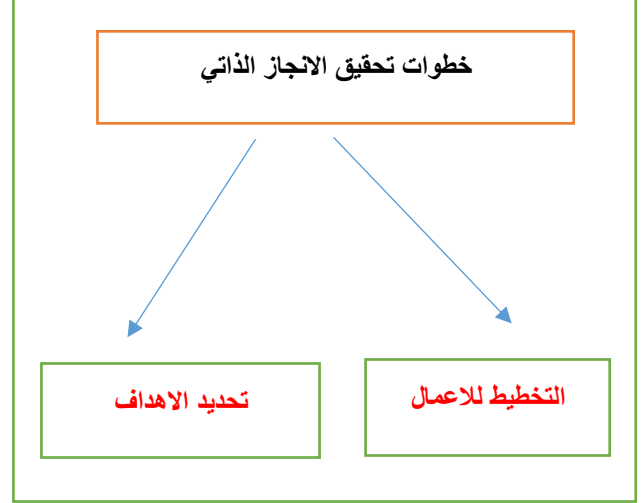 خطوات تحقيق الانجاز الذاتي
التخطيط للاعمال
تحديد الاهداف